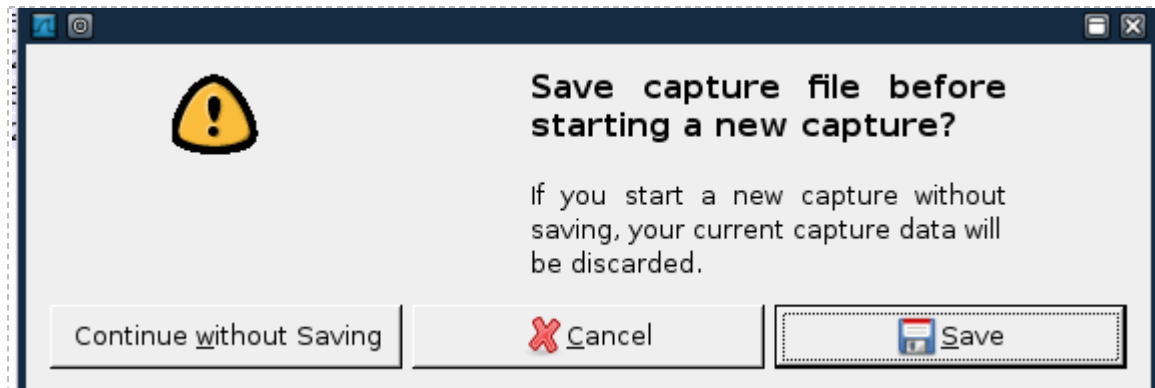 Save capture file before
starting a new capture?
If you start a new capture without
saving, your current capture data will
be discarded.
Continue without Saving
Cancel
Save